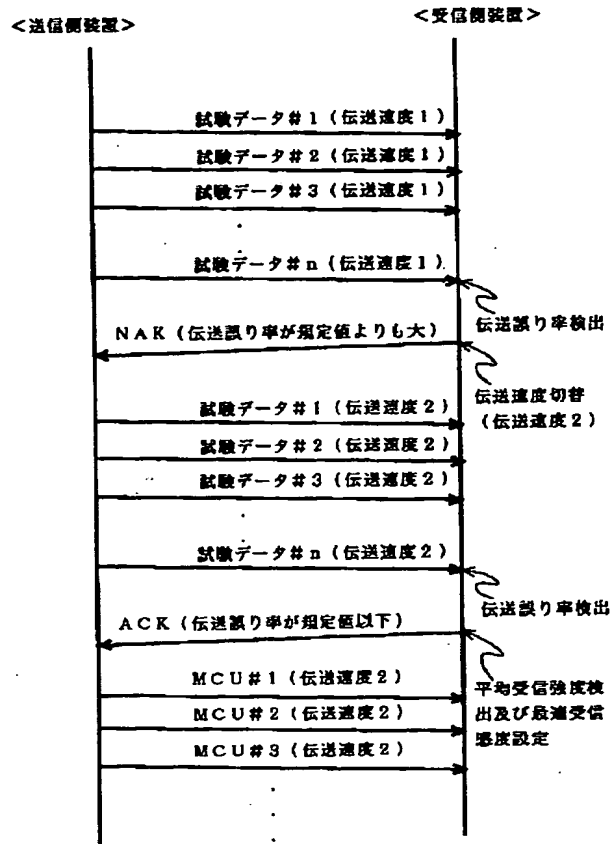 <送信側装置>
<受信側装置>
試験データ#1(伝送速度1)
試験データ#2(伝送速度1)
試験データ#3(伝送速度1)
試験データ#n(伝送速度1)
伝送誤り率検出
NAK(伝送誤り率が規定値よりも大)
伝送速度切替
(伝送速度2)
試験データ#1(伝送速度2)
試験データ#2(伝送速度2)
試験データ#3(伝送速度2)
試験データ#n(伝送速度2)
伝送誤り率検出
ACK(伝送誤り率が規定値以下)
MCU#1(伝送速度2)
平均受信強度検
出及び最適受信
感度設定
MCU#2(伝送速度2)
MCU#3(伝送速度2)